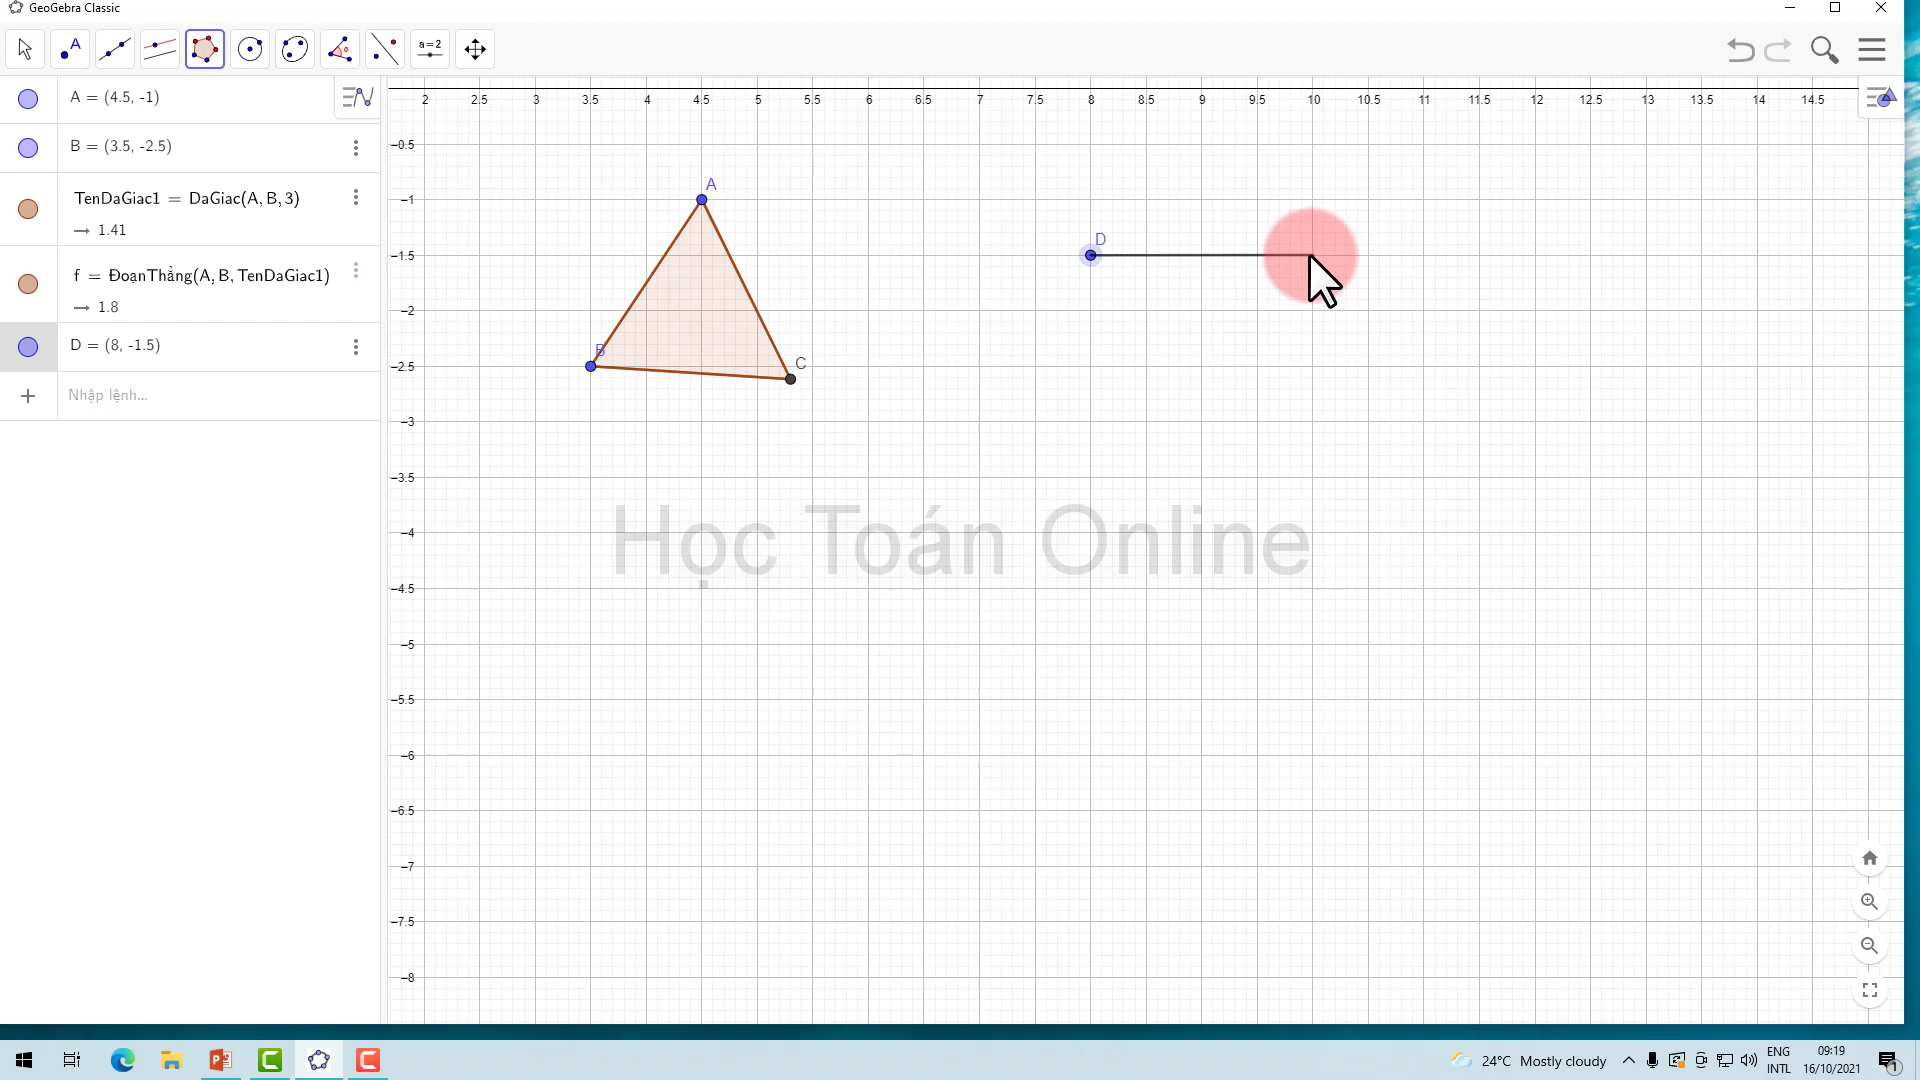 GeoGebra Classic
A
a=2
A = (4.5, -1)
B = (3.5, -2.5)
TenDaGiac1 = DaGiac(A, B, 3)
→ 1.41
f = ĐoạnThẳng(A, B, TenDaGiac1)
→ 1.8
D = (8, -1.5)
Nhập lệnh...
2 2.5 3 3.5 4 4.5 5 5.5 6 6.5 7 7.5 8 8.5 9 9.5 10 10.5 11 11.5 12 12.5 13 13.5 14 14.5
−0.5
−1
−1.5
−2
−2.5
−3
−3.5
−4
−4.5
−5
−5.5
−6
−6.5
−7
−7.5
−8
A
B
C
D
Học Toán Online
24°C Mostly cloudy
ENG
INTL
09:19
16/10/2021
1